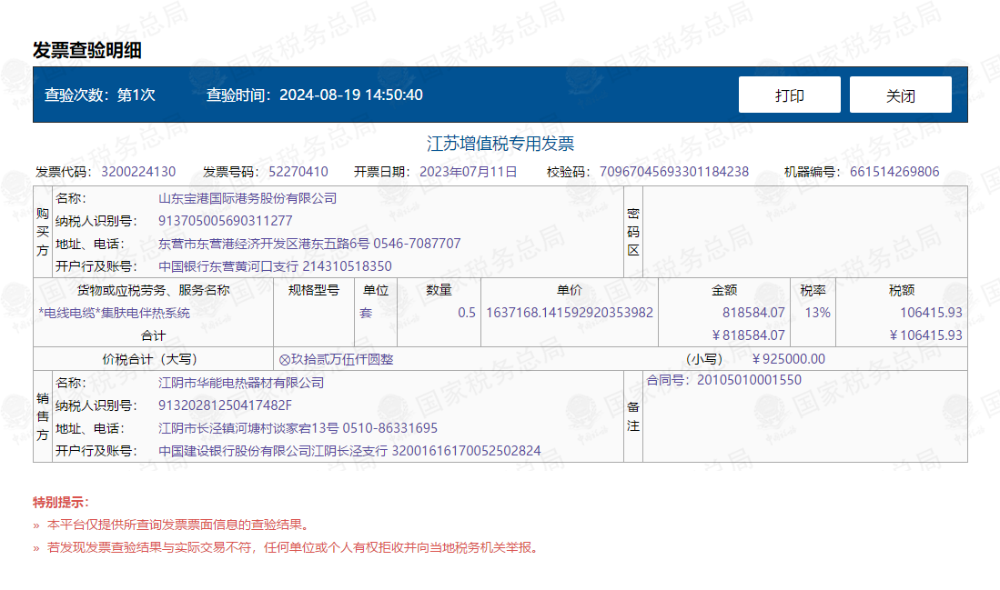 发票查验明细
查验次数：第1次 查验时间：2024-08-19 14:50:40 打印 关闭
江苏增值税专用发票
发票代码：3200224130 发票号码：52270410 开票日期：2023年07月11日 校验码：70967045693301184238 机器编号：661514269806
购买方
名称： 山东宝港国际港务股份有限公司
纳税人识别号： 913705005690311277
地址、电话： 东营市东营港经济开发区港东五路6号 0546-7087707
开户行及账号： 中国银行东营黄河口支行 214310518350
密码区
货物或应税劳务、服务名称 规格型号 单位 数量 单价 金额 税率 税额
*电线电缆*集肤电伴热系统 套 0.5 1637168.141592920353982 818584.07 13% 106415.93
合计 ￥818584.07 ￥106415.93
价税合计（大写） ⊗玖拾贰万伍仟圆整 （小写） ￥925000.00
销售方
名称： 江阴市华能电热器材有限公司
纳税人识别号： 91320281250417482F
地址、电话： 江阴市长泾镇河塘村谈家宕13号 0510-86331695
开户行及账号： 中国建设银行股份有限公司江阴长泾支行 32001616170052502824
备注
合同号：20105010001550
特别提示：
» 本平台仅提供所查询发票票面信息的查验结果。
» 若发现发票查验结果与实际交易不符，任何单位或个人有权拒收并向当地税务机关举报。
国家税务总局